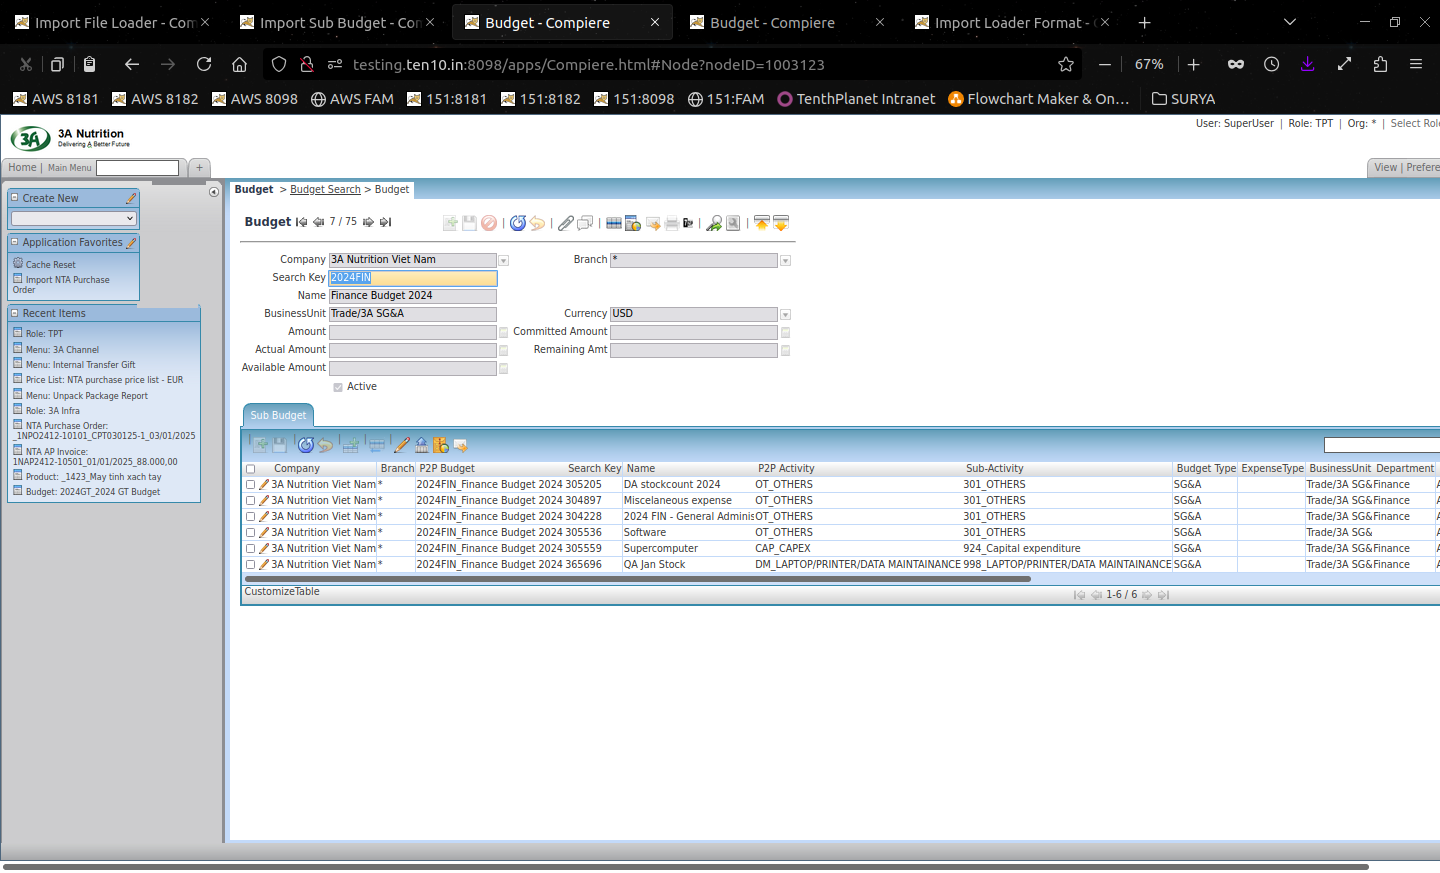 Import File Loader - Com
Import Sub Budget - Com
Budget - Compiere
Budget - Compiere
Import Loader Format - C
testing.ten10.in:8098/apps/Compiere.html#Node?nodeID=1003123
67%
AWS 8181
AWS 8182
AWS 8098
AWS FAM
151:8181
151:8182
151:8098
151:FAM
TenthPlanet Intranet
Flowchart Maker & On…
SURYA
3A
3A Nutrition
Delivering A Better Future
User: SuperUser | Role: TPT | Org: * | Select Role
Home | Main Menu
+
View | Prefere
Create New
Application Favorites
Cache Reset
Import NTA Purchase
Order
Recent Items
Role: TPT
Menu: 3A Channel
Menu: Internal Transfer Gift
Price List: NTA purchase price list - EUR
Menu: Unpack Package Report
Role: 3A Infra
NTA Purchase Order:
_1NPO2412-10101_CPT030125-1_03/01/2025
NTA AP Invoice:
1NAP2412-10501_01/01/2025_88.000,00
Product: _1423_May tinh xach tay
Budget: 2024GT_2024 GT Budget
Budget > Budget Search > Budget
Budget 7 / 75
Company 3A Nutrition Viet Nam Branch *
Search Key 2024FIN
Name Finance Budget 2024
BusinessUnit Trade/3A SG&A Currency USD
Amount Committed Amount
Actual Amount Remaining Amt
Available Amount
Active
Sub Budget
Company Branch P2P Budget Search Key Name P2P Activity Sub-Activity Budget Type ExpenseType BusinessUnit Department
3A Nutrition Viet Nam * 2024FIN_Finance Budget 2024 305205 DA stockcount 2024 OT_OTHERS 301_OTHERS SG&A Trade/3A SG& Finance A
3A Nutrition Viet Nam * 2024FIN_Finance Budget 2024 304897 Miscelaneous expense OT_OTHERS 301_OTHERS SG&A Trade/3A SG& Finance A
3A Nutrition Viet Nam * 2024FIN_Finance Budget 2024 304228 2024 FIN - General Adminis OT_OTHERS 301_OTHERS SG&A Trade/3A SG& Finance A
3A Nutrition Viet Nam * 2024FIN_Finance Budget 2024 305536 Software OT_OTHERS 301_OTHERS SG&A Trade/3A SG&
3A Nutrition Viet Nam * 2024FIN_Finance Budget 2024 305559 Supercomputer CAP_CAPEX 924_Capital expenditure SG&A Trade/3A SG& Finance A
3A Nutrition Viet Nam * 2024FIN_Finance Budget 2024 365696 QA Jan Stock DM_LAPTOP/PRINTER/DATA MAINTAINANCE 998_LAPTOP/PRINTER/DATA MAINTAINANCE SG&A Trade/3A SG& Finance A
CustomizeTable
1-6 / 6